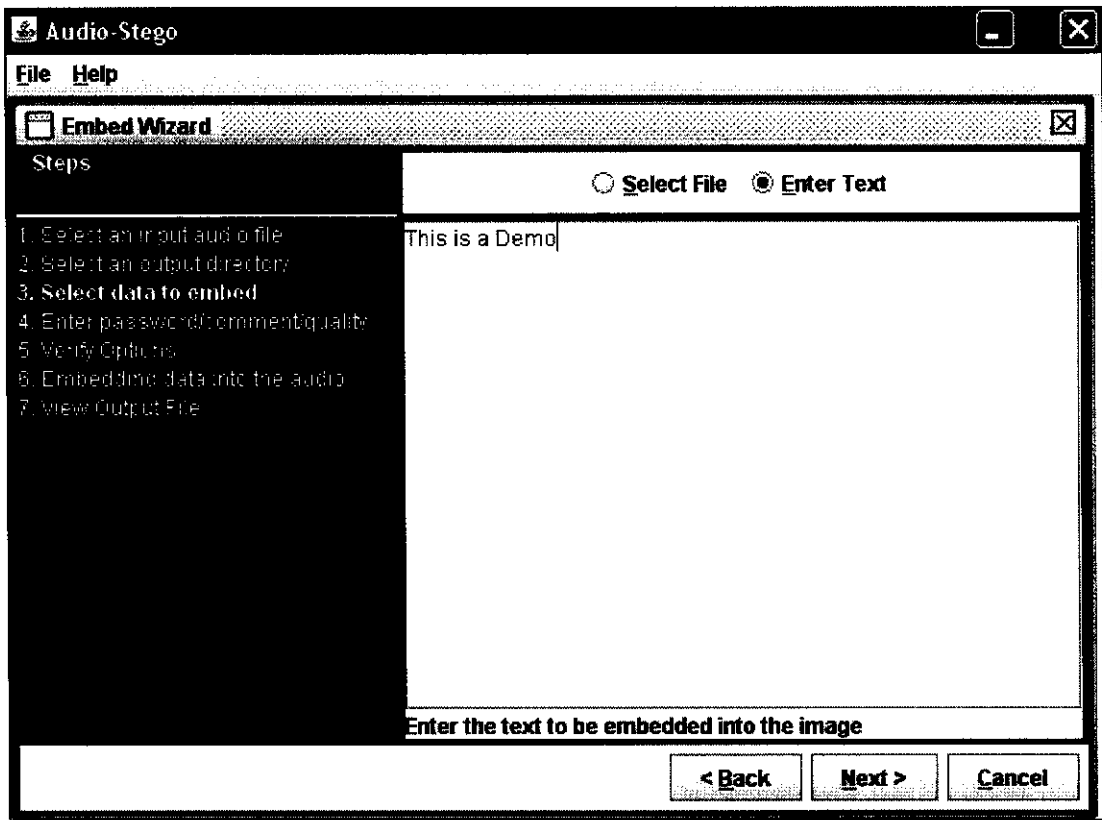 Audio-Stego
File Help
Embed Wizard
Steps
Select File Enter Text
1. Select an input audio file
2. Select an output directory
3. Select data to embed
4. Enter password/comment/quality
5. Verify Options
6. Embedding data into the audio
7. View Output File
This is a Demo
Enter the text to be embedded into the image
< Back Next > Cancel